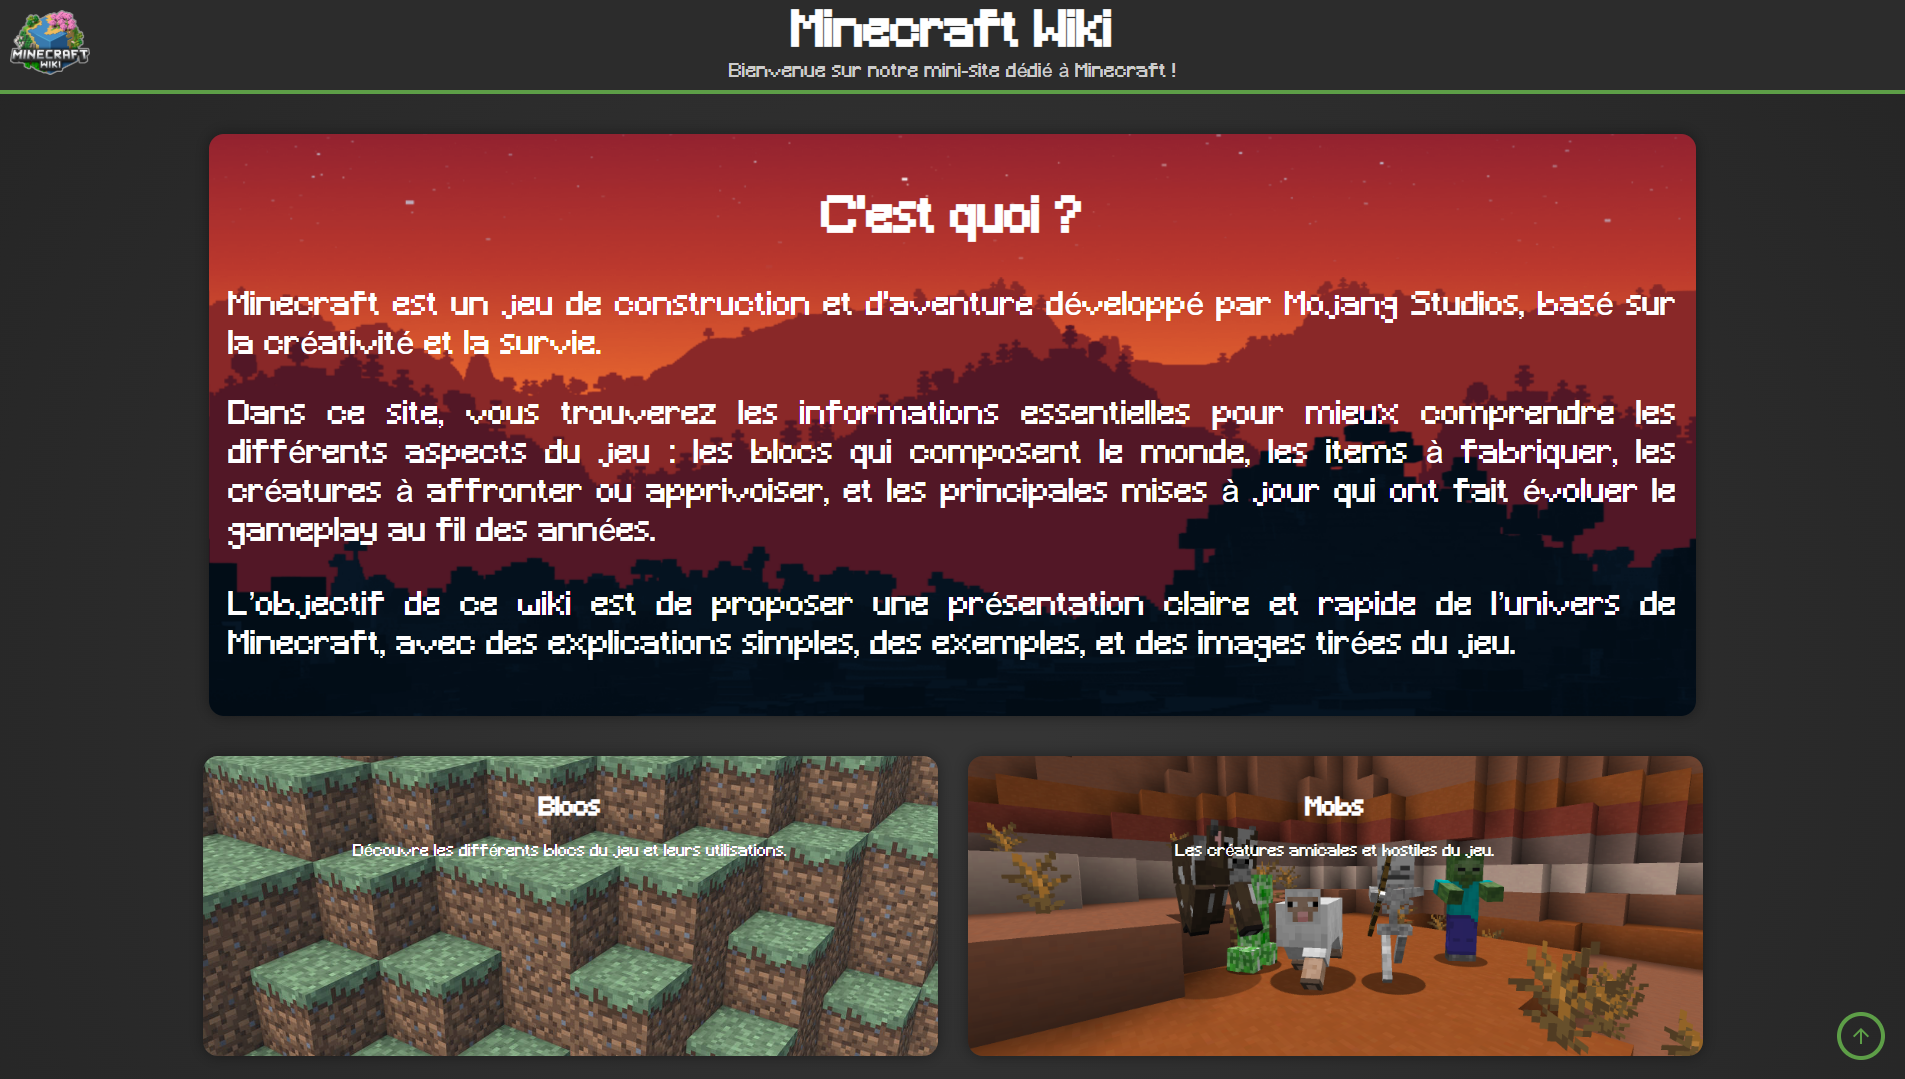 MINECRAFT
WIKI
Minecraft Wiki
Bienvenue sur notre mini-site dédié à Minecraft !
C'est quoi ?
Minecraft est un jeu de construction et d'aventure développé par Mojang Studios, basé sur
la créativité et la survie.
Dans ce site, vous trouverez les informations essentielles pour mieux comprendre les
différents aspects du jeu : les blocs qui composent le monde, les items à fabriquer, les
créatures à affronter ou apprivoiser, et les principales mises à jour qui ont fait évoluer le
gameplay au fil des années.
L'objectif de ce wiki est de proposer une présentation claire et rapide de l'univers de
Minecraft, avec des explications simples, des exemples, et des images tirées du jeu.
Blocs
Découvre les différents blocs du jeu et leurs utilisations.
Mobs
Les créatures amicales et hostiles du jeu.